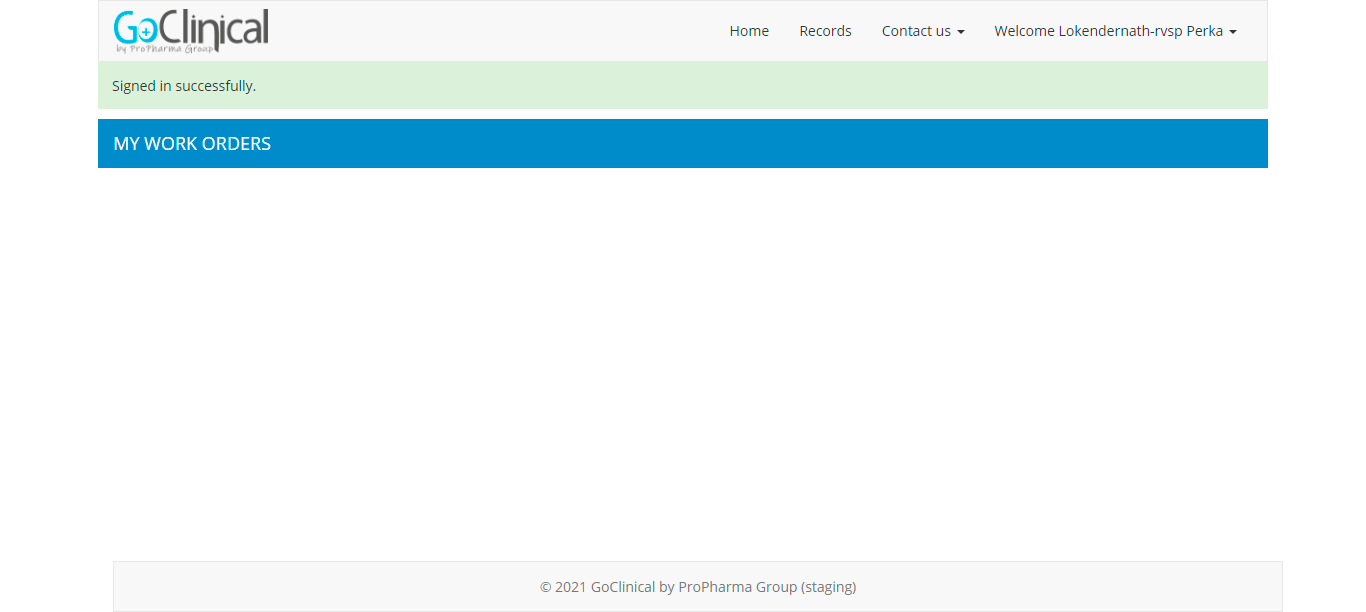 GoClinical
by ProPharma Group
Home Records Contact us Welcome Lokendernath-rvsp Perka
Signed in successfully.
MY WORK ORDERS
© 2021 GoClinical by ProPharma Group (staging)